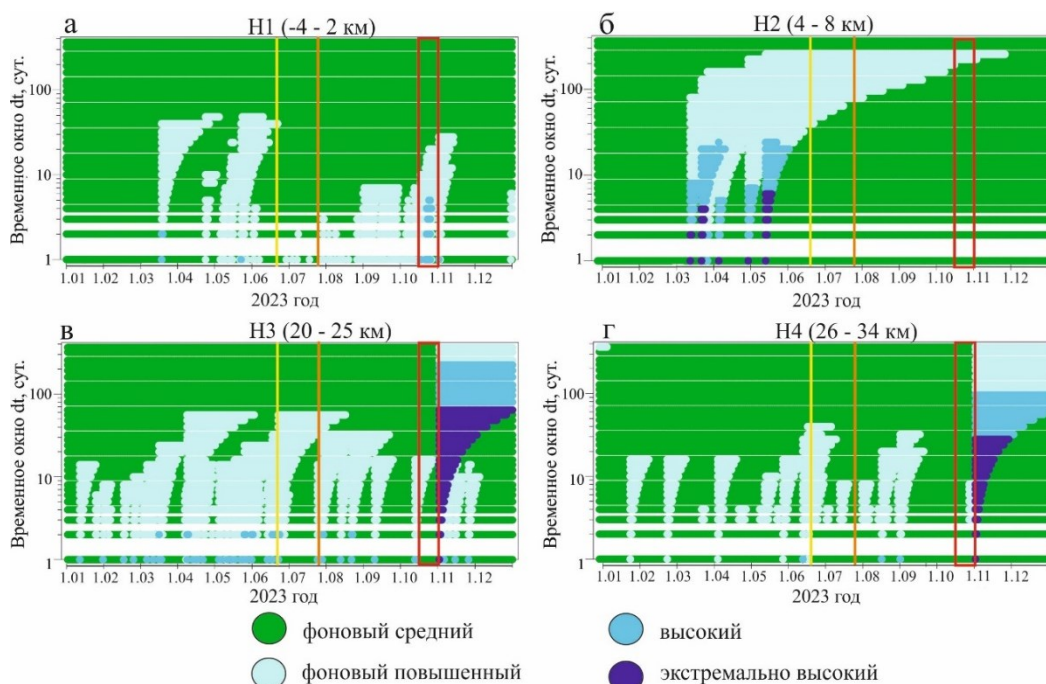 а
Н1 (-4 - 2 км)
Временное окно dt, сут.
100
10
1
1.01 1.02 1.03 1.04 1.05 1.06 1.07 1.08 1.09 1.10 1.11 1.12
2023 год
б
Н2 (4 - 8 км)
Временное окно dt, сут.
100
10
1
1.01 1.02 1.03 1.04 1.05 1.06 1.07 1.08 1.09 1.10 1.11 1.12
2023 год
в
Н3 (20 - 25 км)
Временное окно dt, сут.
100
10
1
1.01 1.02 1.03 1.04 1.05 1.06 1.07 1.08 1.09 1.10 1.11 1.12
2023 год
г
Н4 (26 - 34 км)
Временное окно dt, сут.
100
10
1
1.01 1.02 1.03 1.04 1.05 1.06 1.07 1.08 1.09 1.10 1.11 1.12
2023 год
фоновый средний
фоновый повышенный
высокий
экстремально высокий